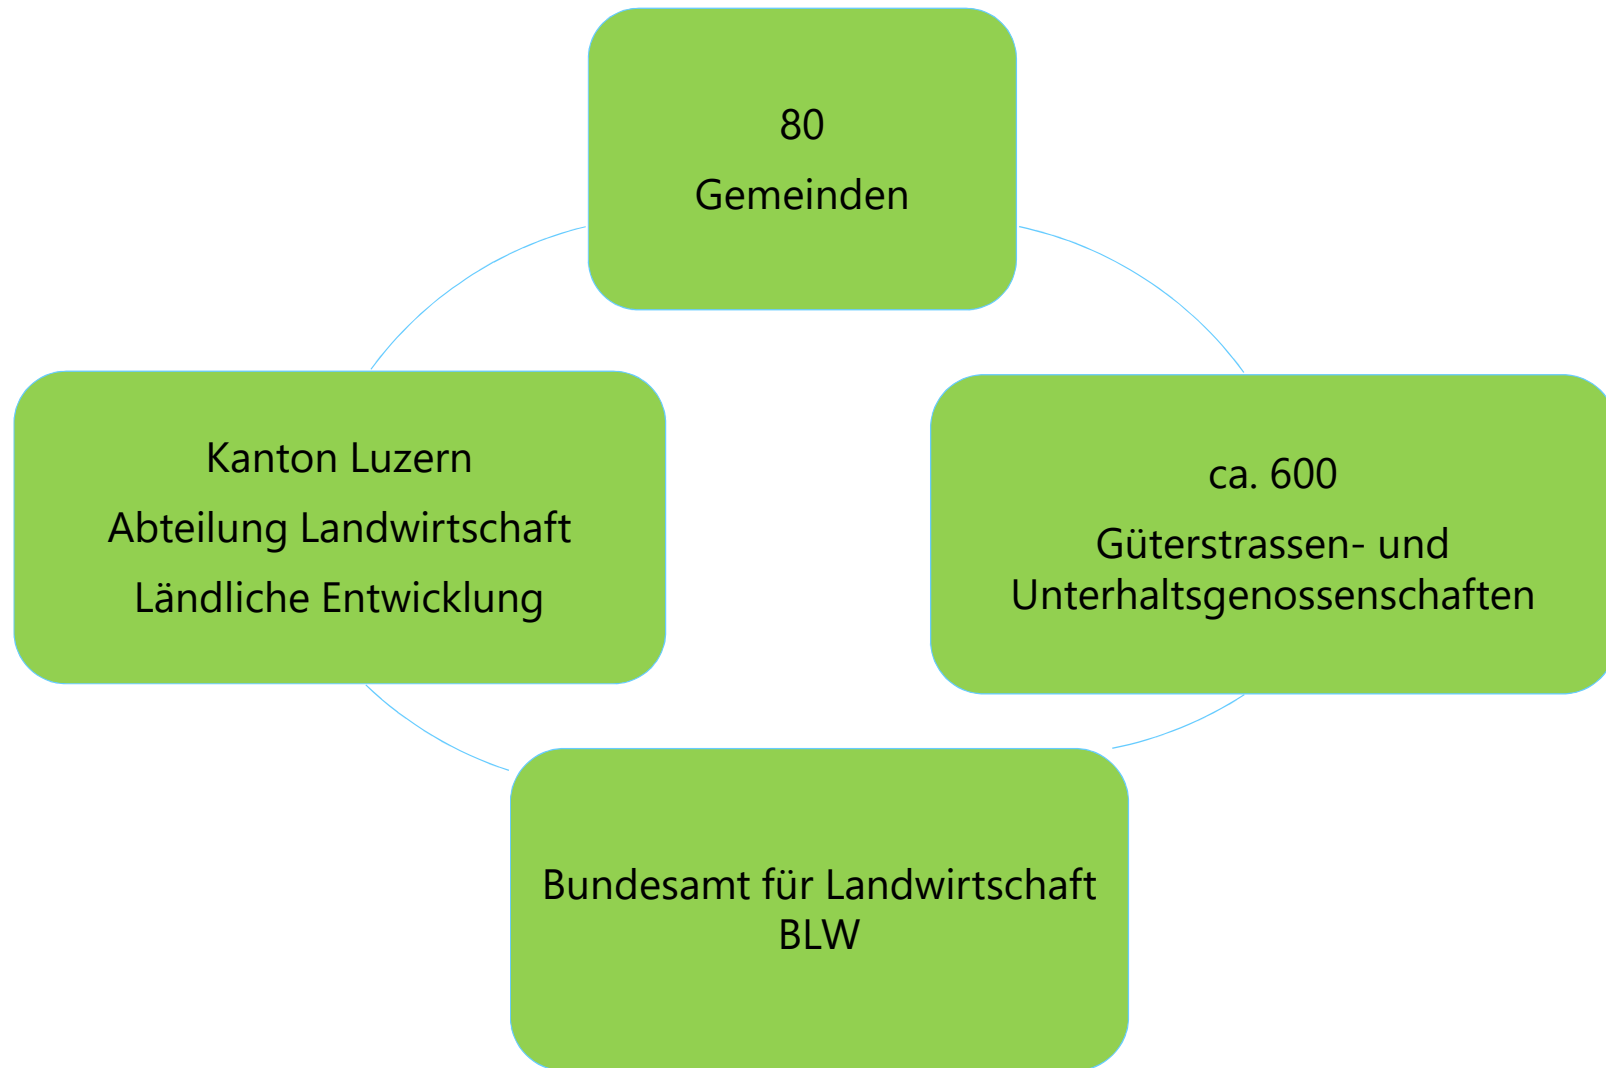 80
Gemeinden
Kanton Luzern
Abteilung Landwirtschaft
Ländliche Entwicklung
ca. 600
Güterstrassen- und
Unterhaltsgenossenschaften
Bundesamt für Landwirtschaft
BLW